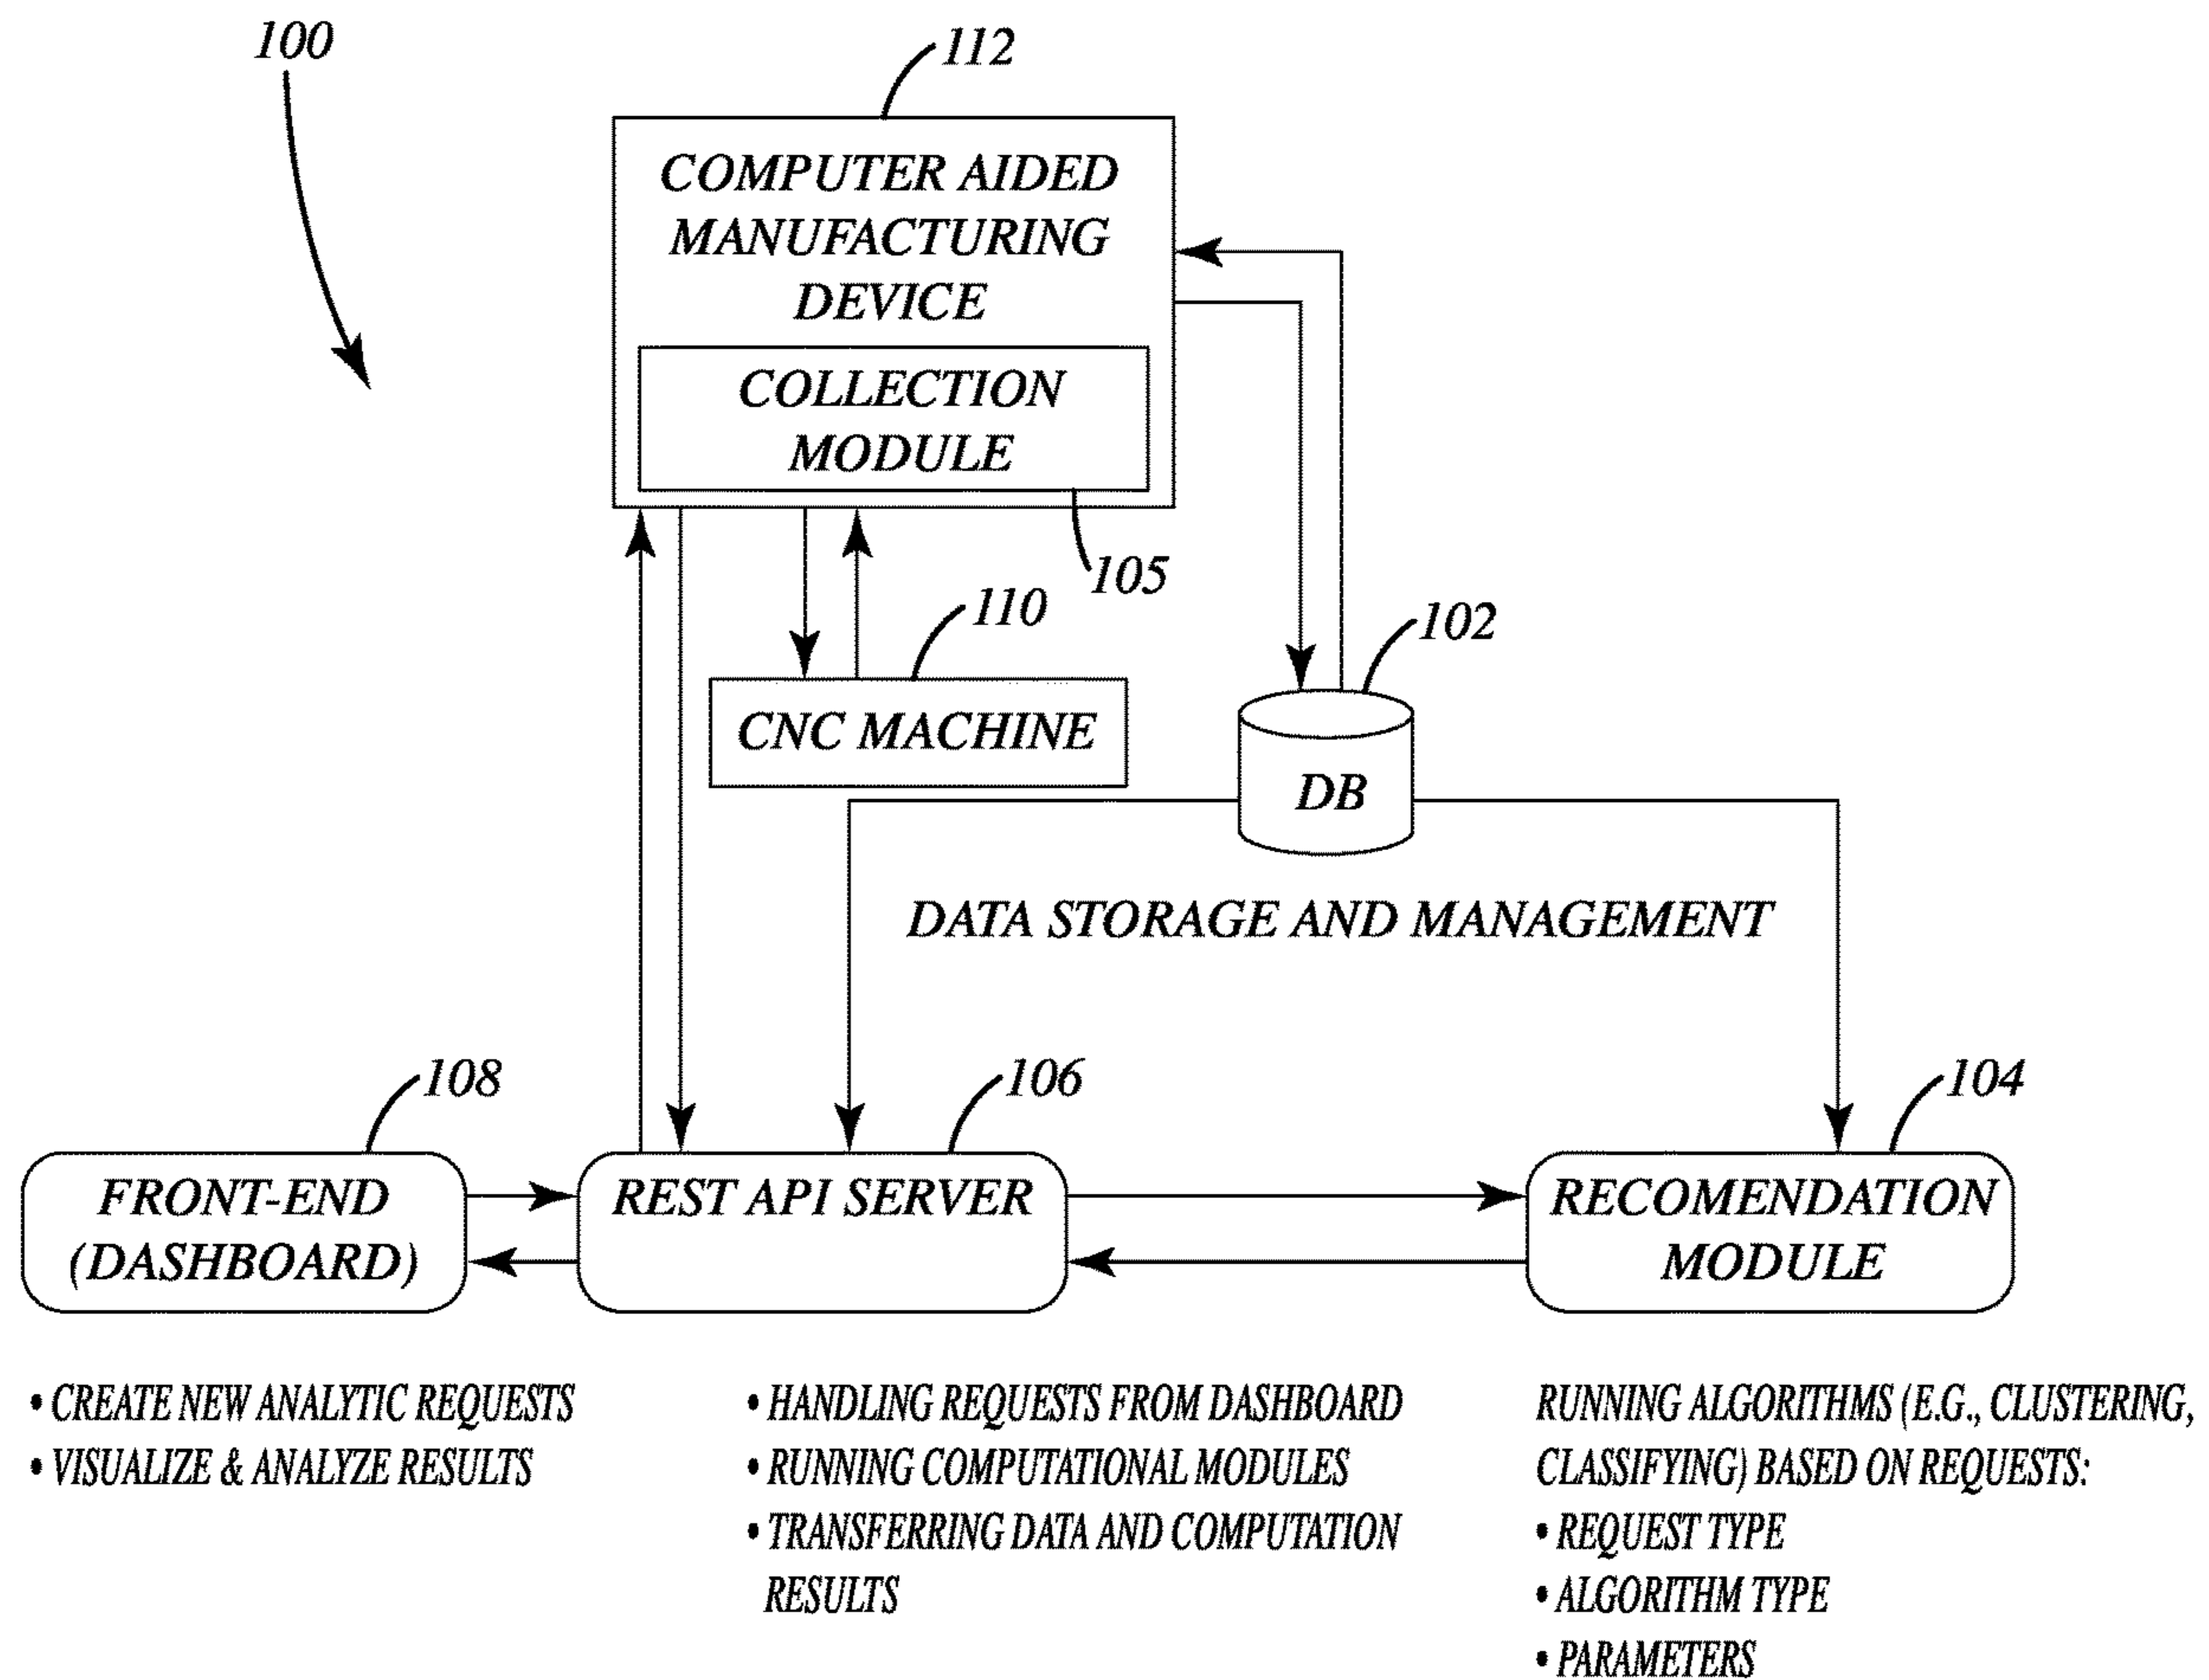 100
112
COMPUTER AIDED
MANUFACTURING
DEVICE
COLLECTION
MODULE
105
110
102
CNC MACHINE
DB
DATA STORAGE AND MANAGEMENT
108
106
104
FRONT-END
(DASHBOARD)
REST API SERVER
RECOMENDATION
MODULE
• CREATE NEW ANALYTIC REQUESTS
• VISUALIZE & ANALYZE RESULTS
• HANDLING REQUESTS FROM DASHBOARD
• RUNNING COMPUTATIONAL MODULES
• TRANSFERRING DATA AND COMPUTATION
RESULTS
RUNNING ALGORITHMS (E.G., CLUSTERING,
CLASSIFYING) BASED ON REQUESTS:
• REQUEST TYPE
• ALGORITHM TYPE
• PARAMETERS